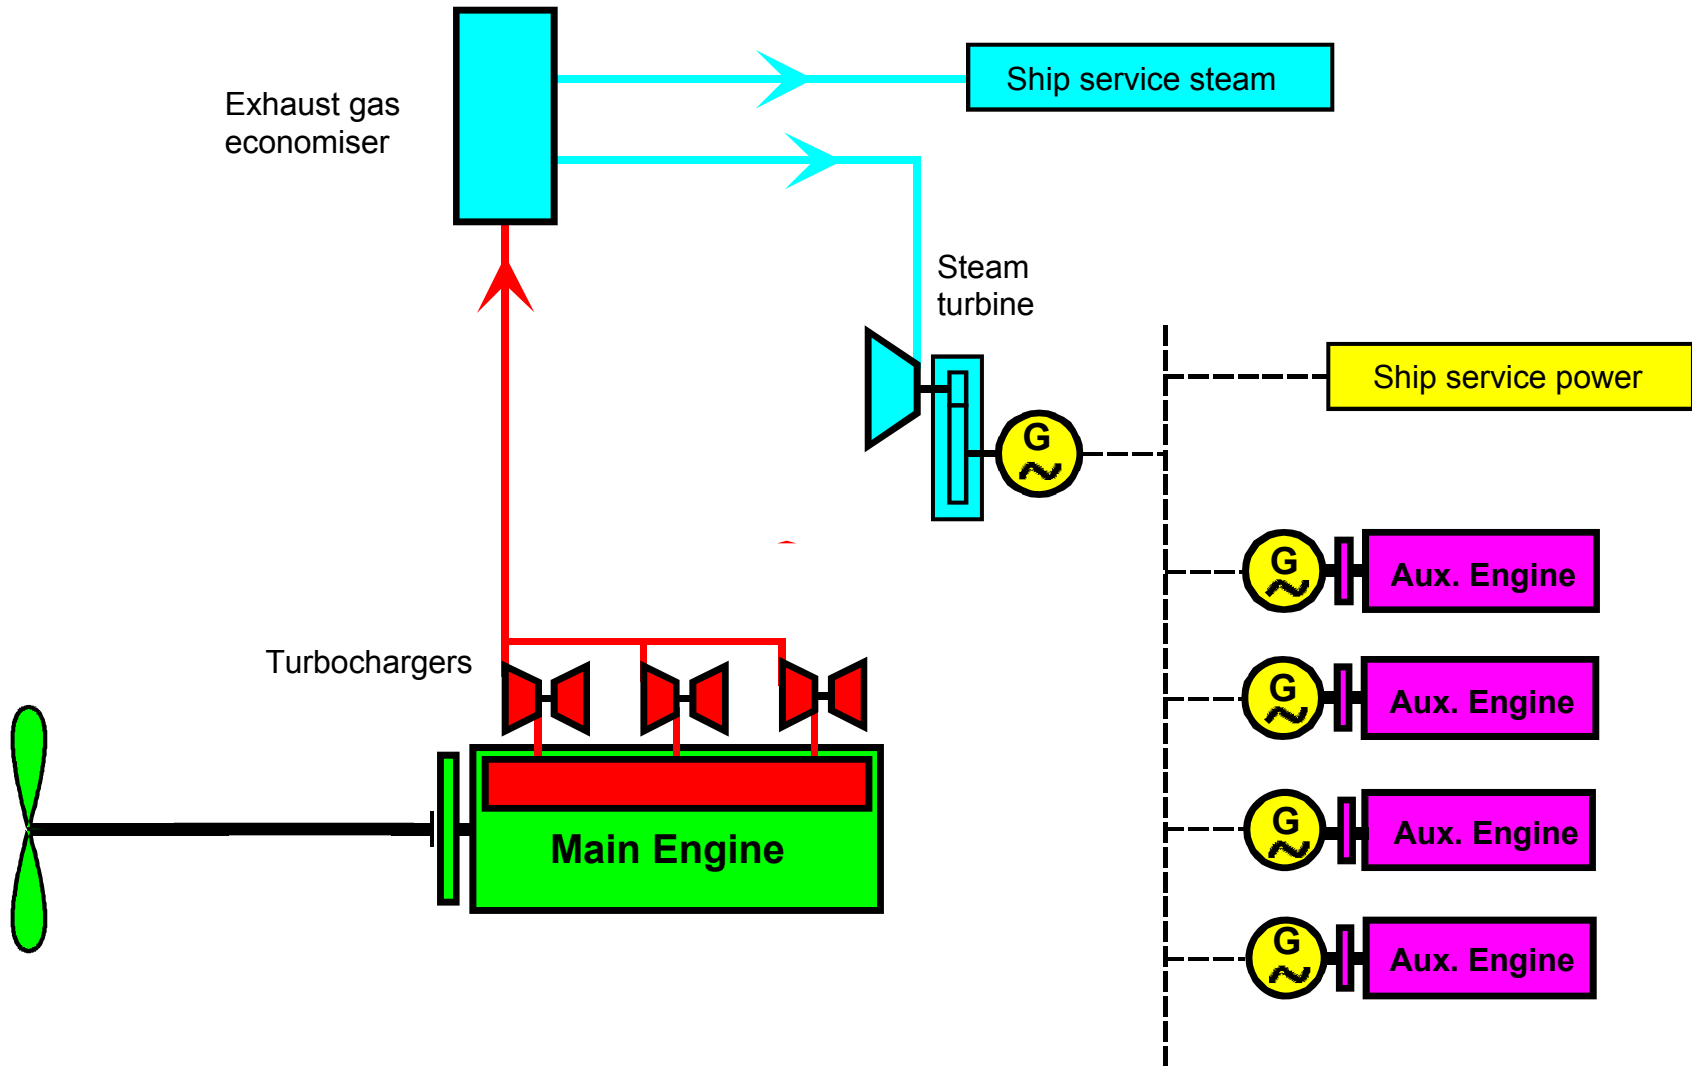 Exhaust gas
economiser
Ship service steam
Steam
turbine
Ship service power
G
G
Aux. Engine
Turbochargers
G
Aux. Engine
Main Engine
G
Aux. Engine
G
Aux. Engine